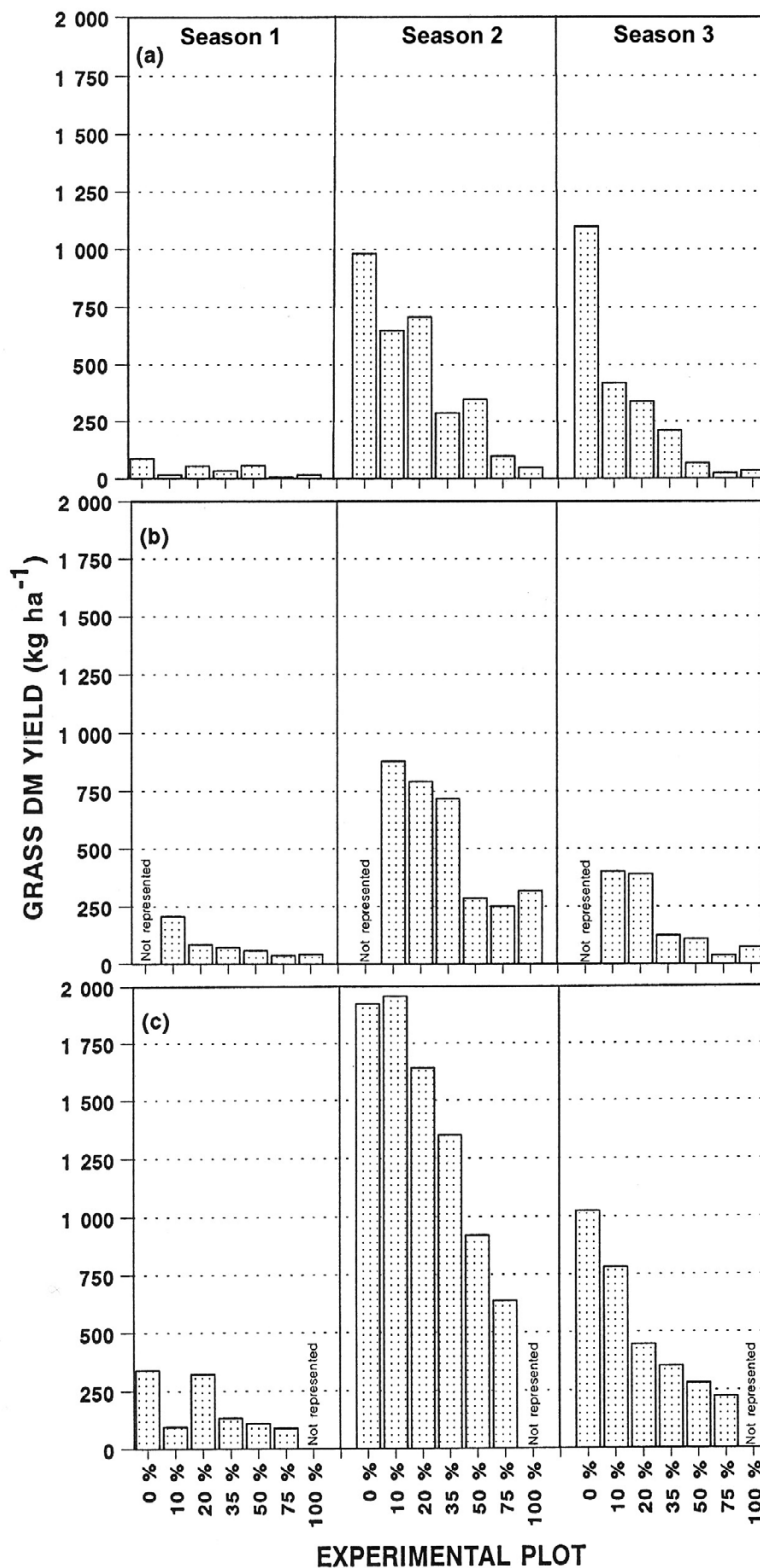 Season 1 Season 2 Season 3
(a)
2 000
1 750
1 500
1 250
1 000
750
500
250
0
(b)
2 000
1 750
1 500
1 250
1 000
750
500
250
0
Not represented
Not represented
Not represented
(c)
2 000
1 750
1 500
1 250
1 000
750
500
250
0
Not represented
Not represented
Not represented
0 % 10 % 20 % 35 % 50 % 75 % 100 % 0 % 10 % 20 % 35 % 50 % 75 % 100 % 0 % 10 % 20 % 35 % 50 % 75 % 100 %
GRASS DM YIELD (kg ha⁻¹)
EXPERIMENTAL PLOT